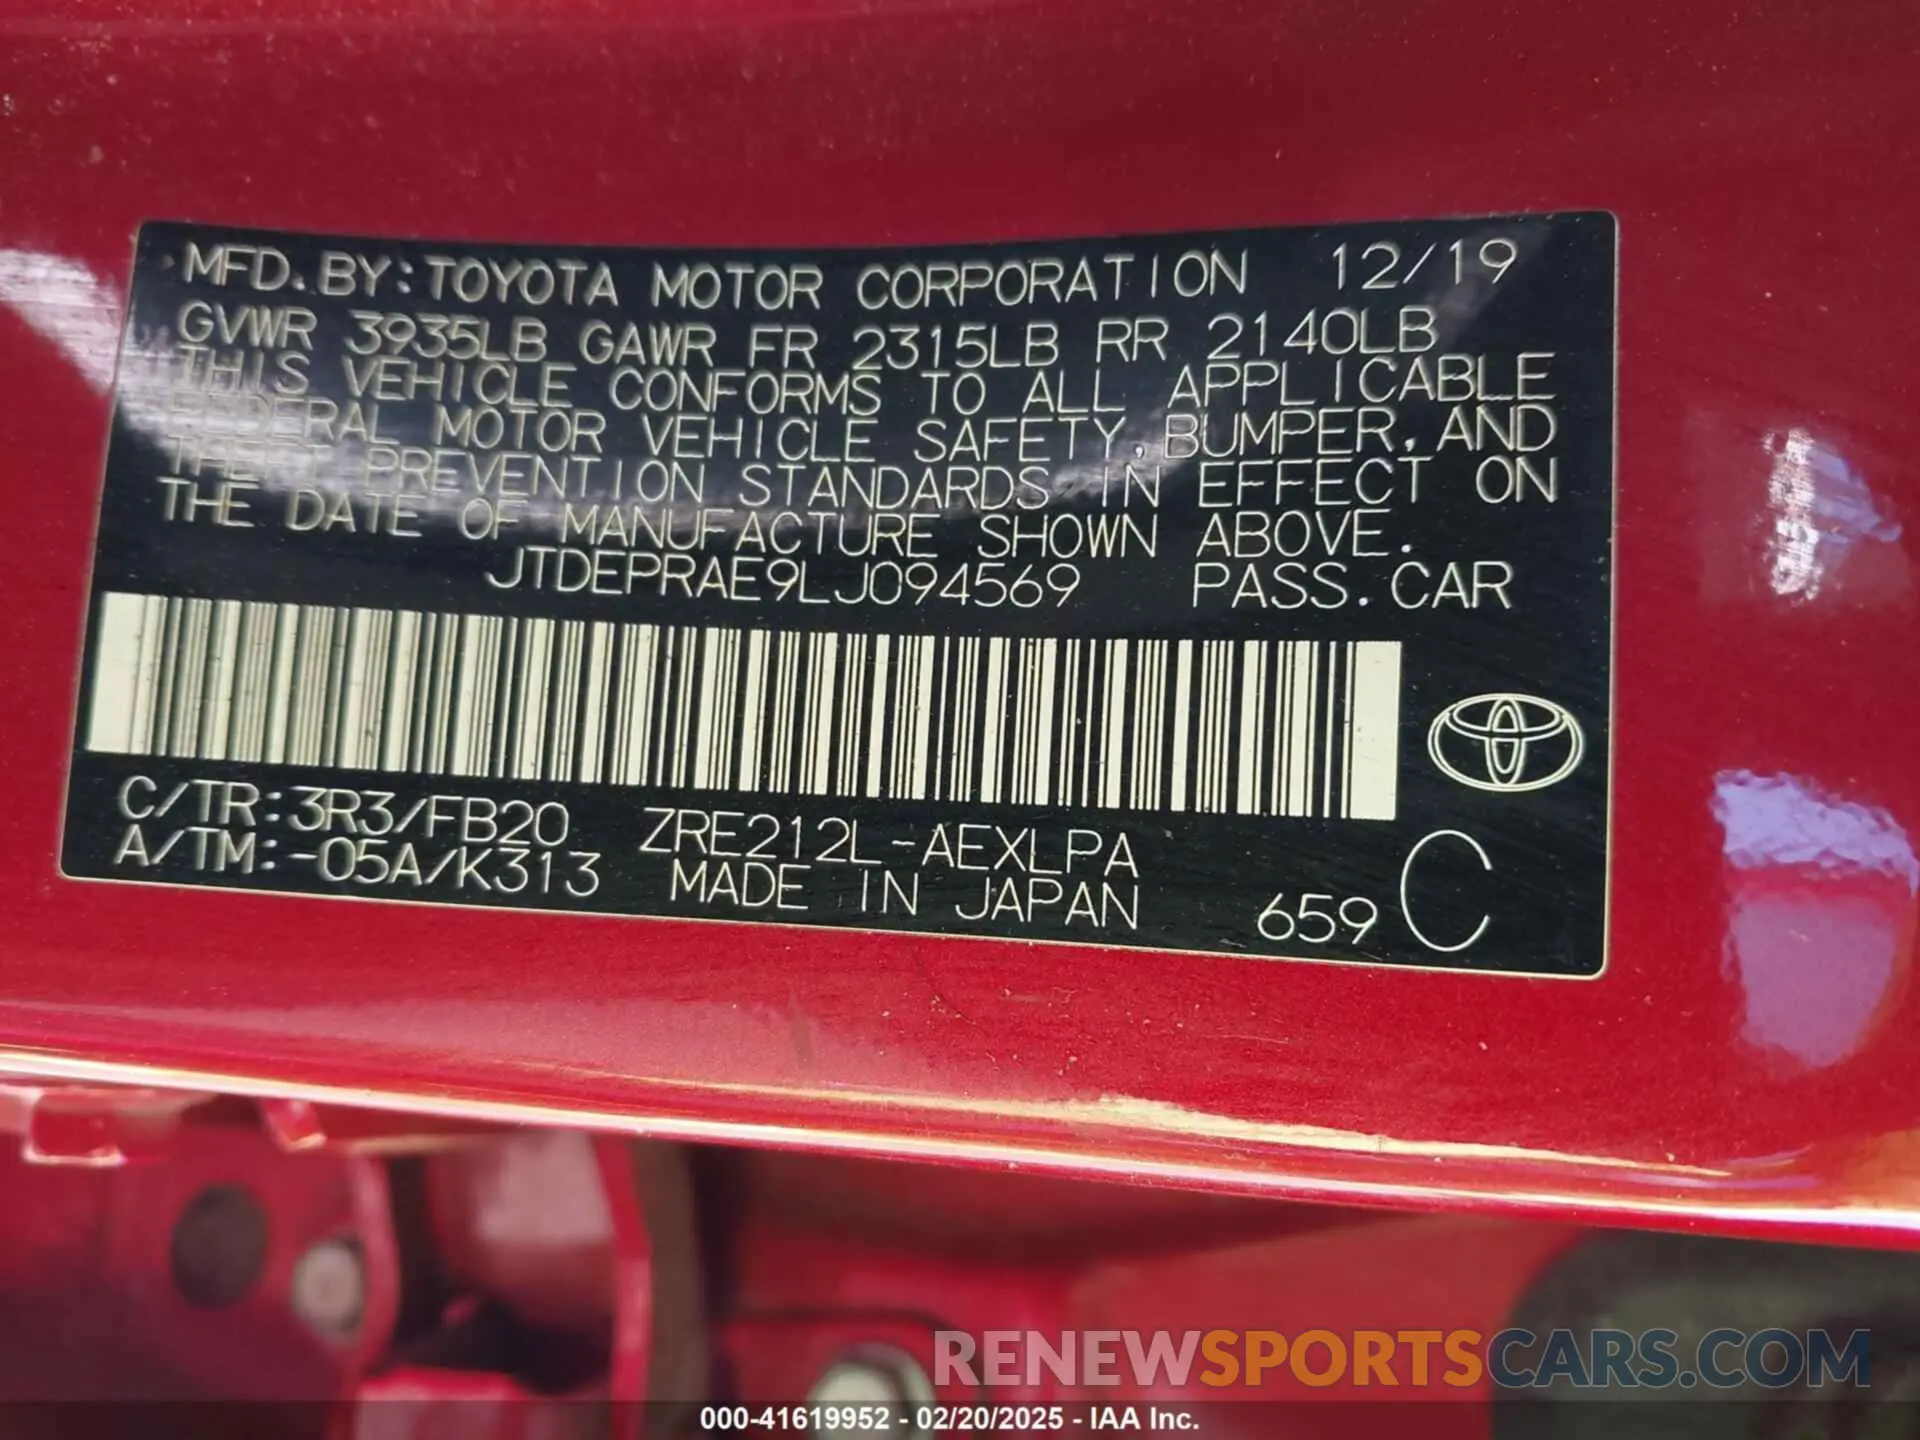 MFD. BY: TOYOTA MOTOR CORPORATION 12/19
GVWR 3935LB GAWR FR 2315LB RR 2140LB
THIS VEHICLE CONFORMS TO ALL APPLICABLE
FEDERAL MOTOR VEHICLE SAFETY, BUMPER, AND
THEFT PREVENTION STANDARDS IN EFFECT ON
THE DATE OF MANUFACTURE SHOWN ABOVE.
JTDEPRAE9LJ094569 PASS. CAR
C/TR: 3R3/FB20 ZRE212L-AEXLPA
A/TM: -05A/K313 MADE IN JAPAN
659 C
RENEWSPORTSCARS.COM
000-41619952 - 02/20/2025 - IAA Inc.